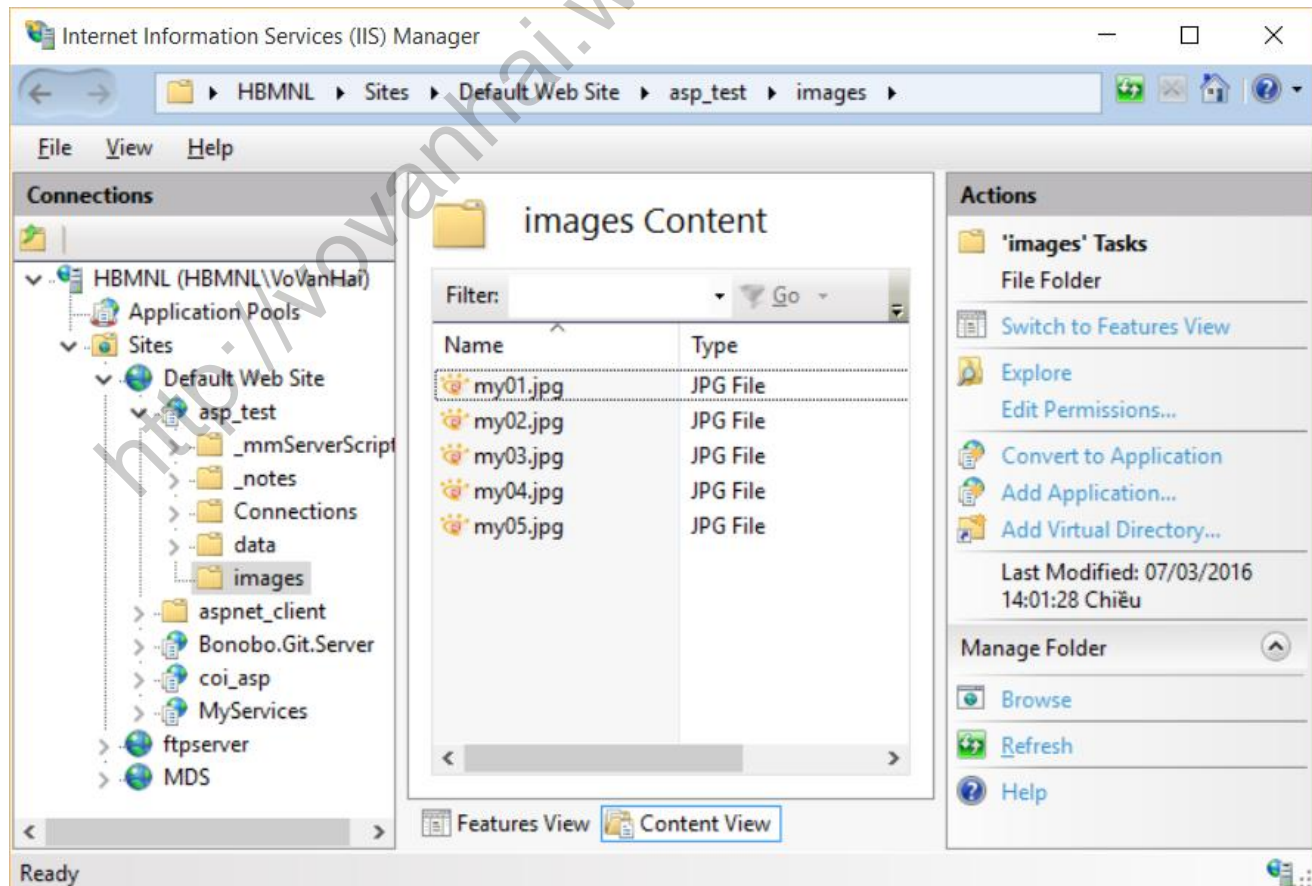 Internet Information Services (IIS) Manager
HBMNL Sites Default Web Site asp_test images
File View Help
Connections
HBMNL (HBMNL\VoVanHai)
Application Pools
Sites
Default Web Site
asp_test
_mmServerScript
_notes
Connections
data
images
aspnet_client
Bonobo.Git.Server
coi_asp
MyServices
ftpserver
MDS
images Content
Filter: Go
Name Type
my01.jpg JPG File
my02.jpg JPG File
my03.jpg JPG File
my04.jpg JPG File
my05.jpg JPG File
Features View Content View
Actions
'images' Tasks
File Folder
Switch to Features View
Explore
Edit Permissions...
Convert to Application
Add Application...
Add Virtual Directory...
Last Modified: 07/03/2016
14:01:28 Chiều
Manage Folder
Browse
Refresh
Help
Ready
http://vovanhai.w